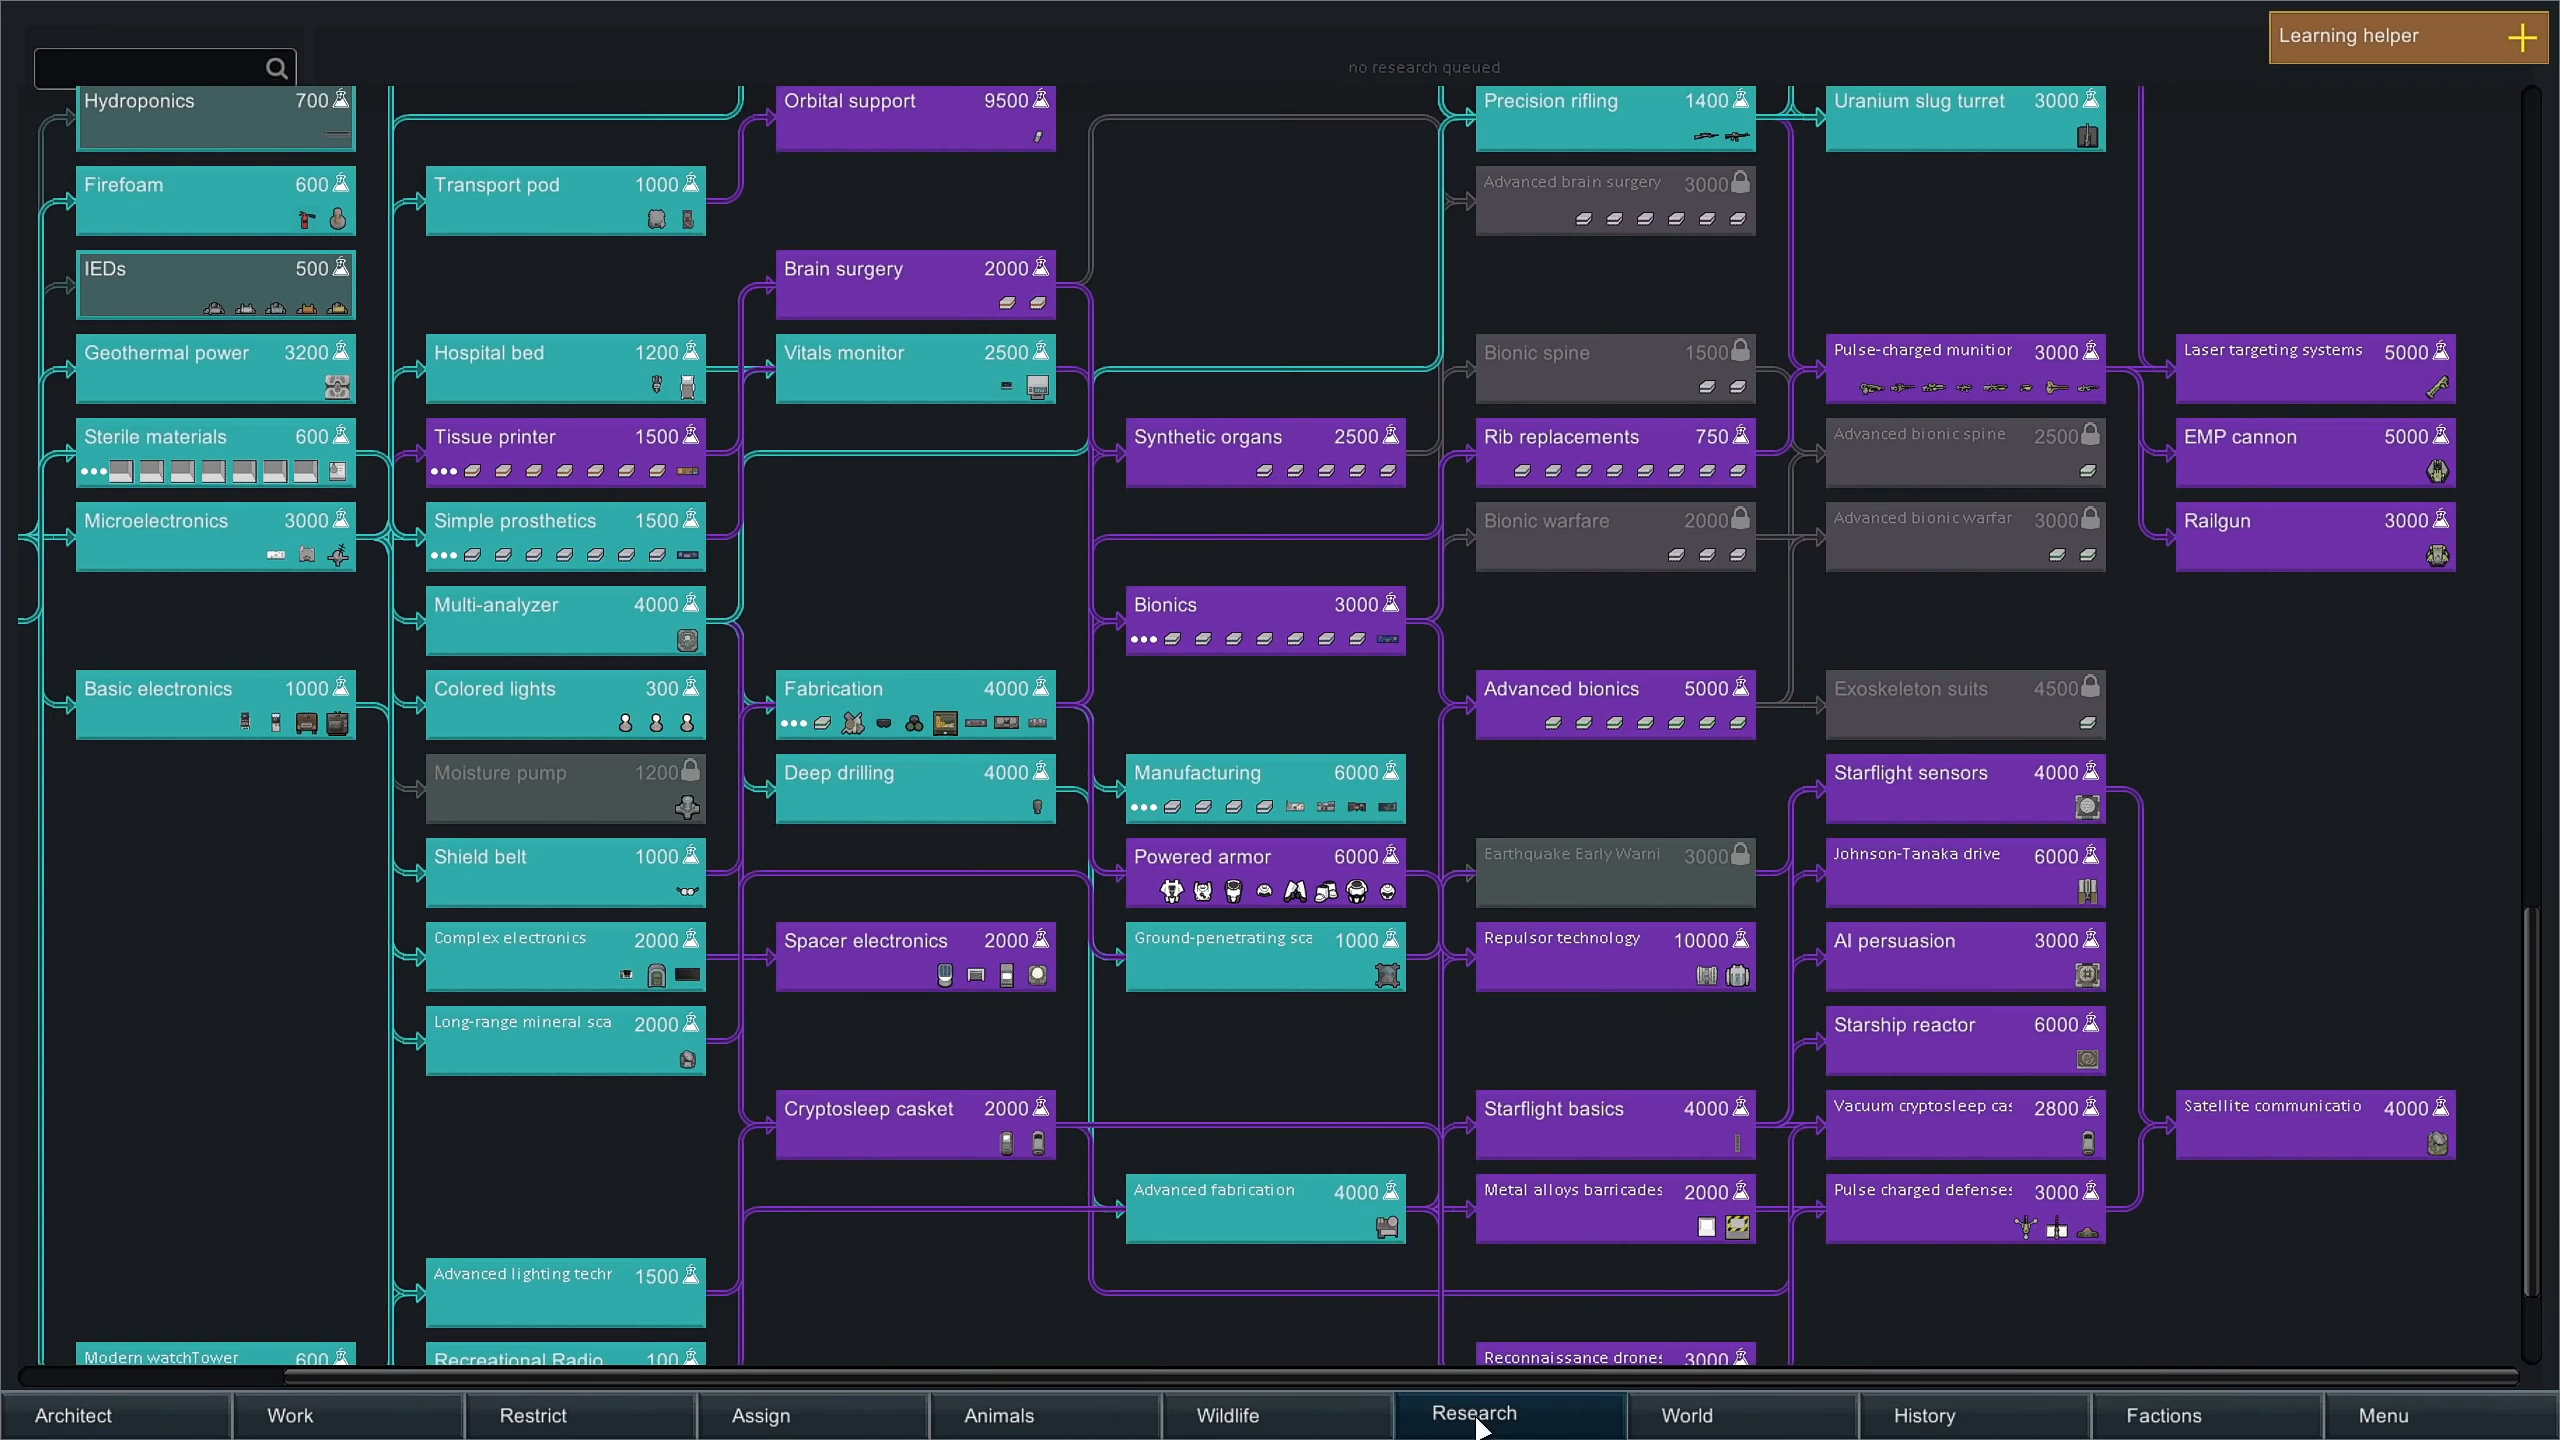 Learning helper
no research queued
Hydroponics 700
Orbital support 9500
Precision rifling 1400
Uranium slug turret 3000
Firefoam 600
Transport pod 1000
Advanced brain surgery 3000
IEDs 500
Brain surgery 2000
Geothermal power 3200
Hospital bed 1200
Vitals monitor 2500
Bionic spine 1500
Pulse-charged munitior 3000
Laser targeting systems 5000
Sterile materials 600
Tissue printer 1500
Synthetic organs 2500
Rib replacements 750
Advanced bionic spine 2500
EMP cannon 5000
Microelectronics 3000
Simple prosthetics 1500
Bionic warfare 2000
Advanced bionic warfar 3000
Railgun 3000
Multi-analyzer 4000
Bionics 3000
Basic electronics 1000
Colored lights 300
Fabrication 4000
Advanced bionics 5000
Exoskeleton suits 4500
Moisture pump 1200
Deep drilling 4000
Manufacturing 6000
Starflight sensors 4000
Shield belt 1000
Powered armor 6000
Earthquake Early Warni 3000
Johnson-Tanaka drive 6000
Complex electronics 2000
Spacer electronics 2000
Ground-penetrating sca 1000
Repulsor technology 10000
AI persuasion 3000
Long-range mineral sca 2000
Starship reactor 6000
Cryptosleep casket 2000
Starflight basics 4000
Vacuum cryptosleep cas 2800
Satellite communicatio 4000
Advanced fabrication 4000
Metal alloys barricades 2000
Pulse charged defenses 3000
Advanced lighting techr 1500
Modern watchTower 600
Recreational Radio 100
Reconnaissance drones 3000
Architect Work Restrict Assign Animals Wildlife Research World History Factions Menu